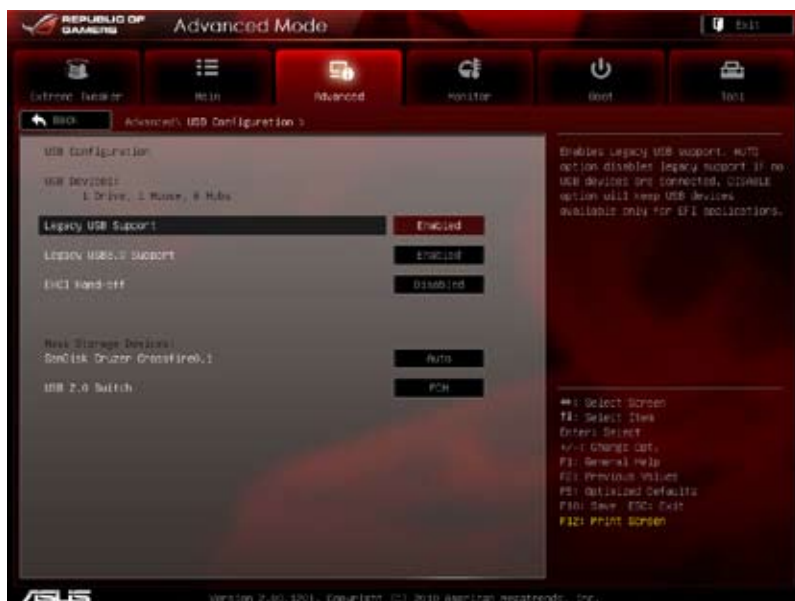 REPUBLIC OF GAMERS
Advanced Mode
Exit
Extreme Tweaker
Main
Advanced
Monitor
Boot
Tool
Back
Advanced\ USB Configuration >
USB Configuration
USB Devices:
1 Drive, 1 Mouse, 6 Hubs
Legacy USB Support
Enabled
Legacy USB3.0 Support
Enabled
EHCI Hand-off
Disabled
Mass Storage Devices:
SanDisk Cruzer Crossfire0.1
Auto
USB 2.0 Switch
PCH
Enables Legacy USB support. AUTO
option disables legacy support if no
USB devices are connected. DISABLE
option will keep USB devices
available only for EFI applications.
: Select Screen
: Select Item
Enter: Select
+/-: Change Opt.
F1: General Help
F2: Previous Values
F5: Optimized Defaults
F10: Save ESC: Exit
F12: Print Screen
ASUS
Version 2.00.1201. Copyright (C) 2010 American Megatrends, Inc.